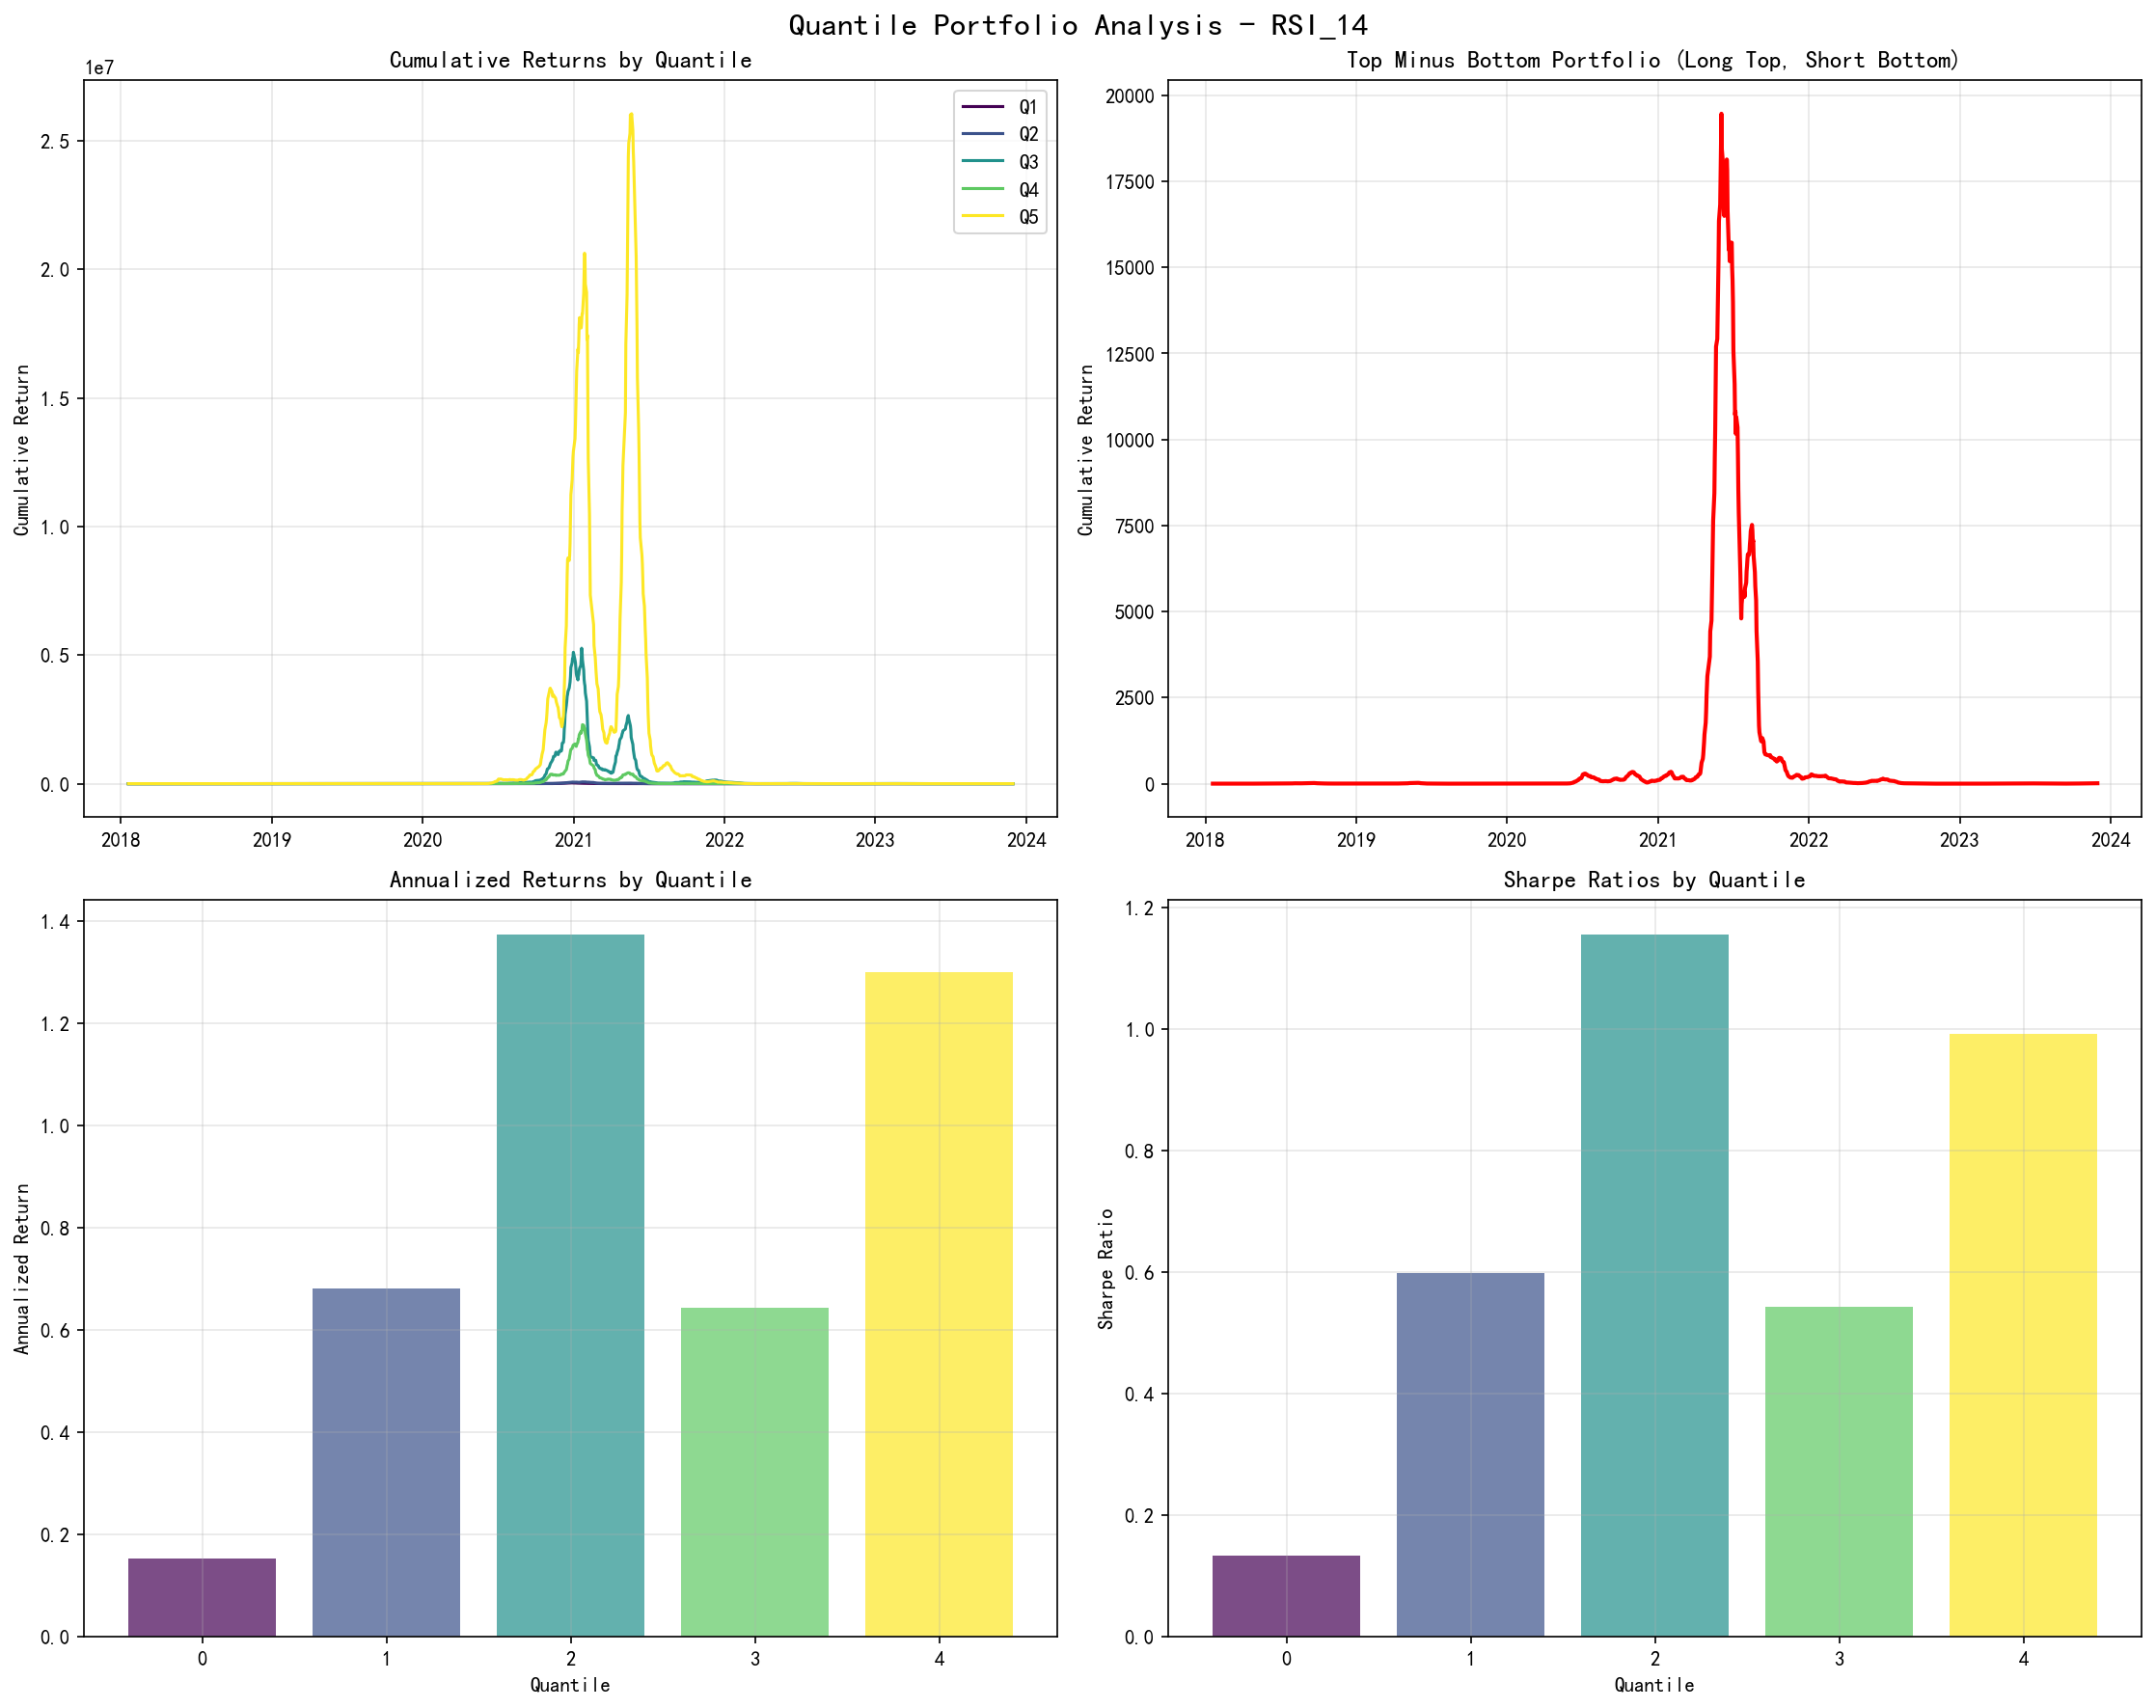 Quantile Portfolio Analysis - RSI_14
Cumulative Returns by Quantile
1e7
Cumulative Return
2.5
2.0
1.5
1.0
0.5
0.0
2018 2019 2020 2021 2022 2023 2024
Q1
Q2
Q3
Q4
Q5
Top Minus Bottom Portfolio (Long Top, Short Bottom)
Cumulative Return
20000
17500
15000
12500
10000
7500
5000
2500
0
2018 2019 2020 2021 2022 2023 2024
Annualized Returns by Quantile
Annualized Return
1.4
1.2
1.0
0.8
0.6
0.4
0.2
0.0
0 1 2 3 4
Quantile
Sharpe Ratios by Quantile
Sharpe Ratio
1.2
1.0
0.8
0.6
0.4
0.2
0.0
0 1 2 3 4
Quantile